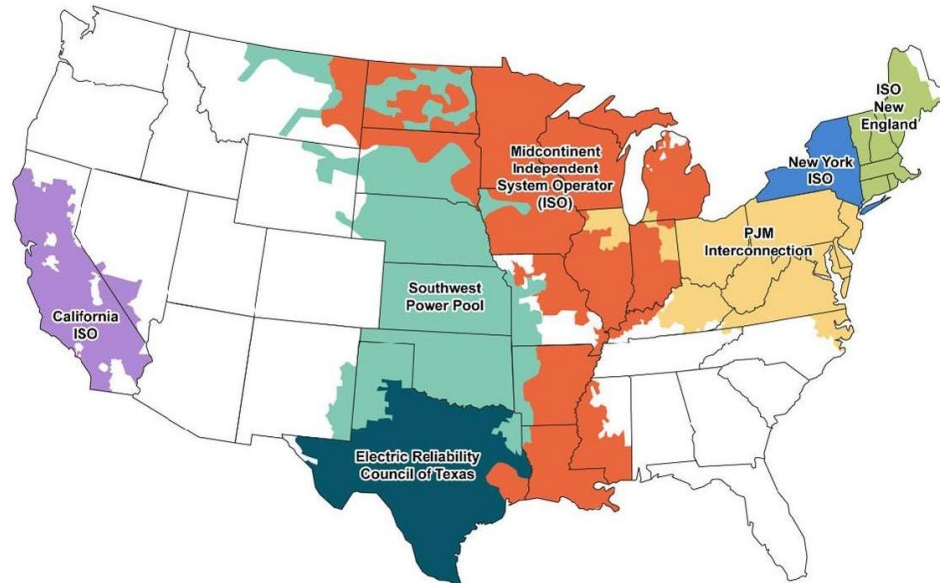 ISO
New
England
Midcontinent
Independent
System Operator
(ISO)
New York
ISO
PJM
Interconnection
Southwest
Power Pool
California
ISO
Electric Reliability
Council of Texas